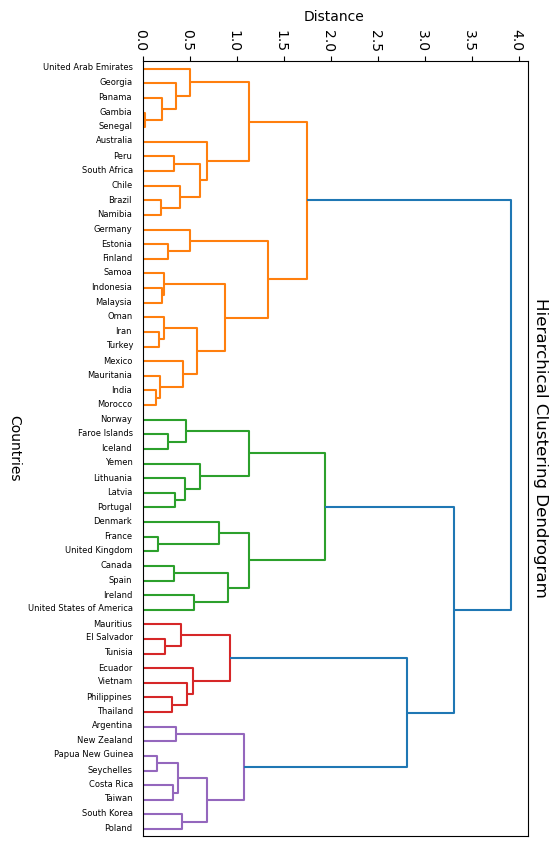 Distance
0.0 0.5 1.0 1.5 2.0 2.5 3.0 3.5 4.0
United Arab Emirates
Georgia
Panama
Gambia
Senegal
Australia
Peru
South Africa
Chile
Brazil
Namibia
Germany
Estonia
Finland
Samoa
Indonesia
Malaysia
Oman
Iran
Turkey
Mexico
Mauritania
India
Morocco
Norway
Faroe Islands
Iceland
Yemen
Lithuania
Latvia
Portugal
Denmark
France
United Kingdom
Canada
Spain
Ireland
United States of America
Mauritius
El Salvador
Tunisia
Ecuador
Vietnam
Philippines
Thailand
Argentina
New Zealand
Papua New Guinea
Seychelles
Costa Rica
Taiwan
South Korea
Poland
Countries
Hierarchical Clustering Dendrogram